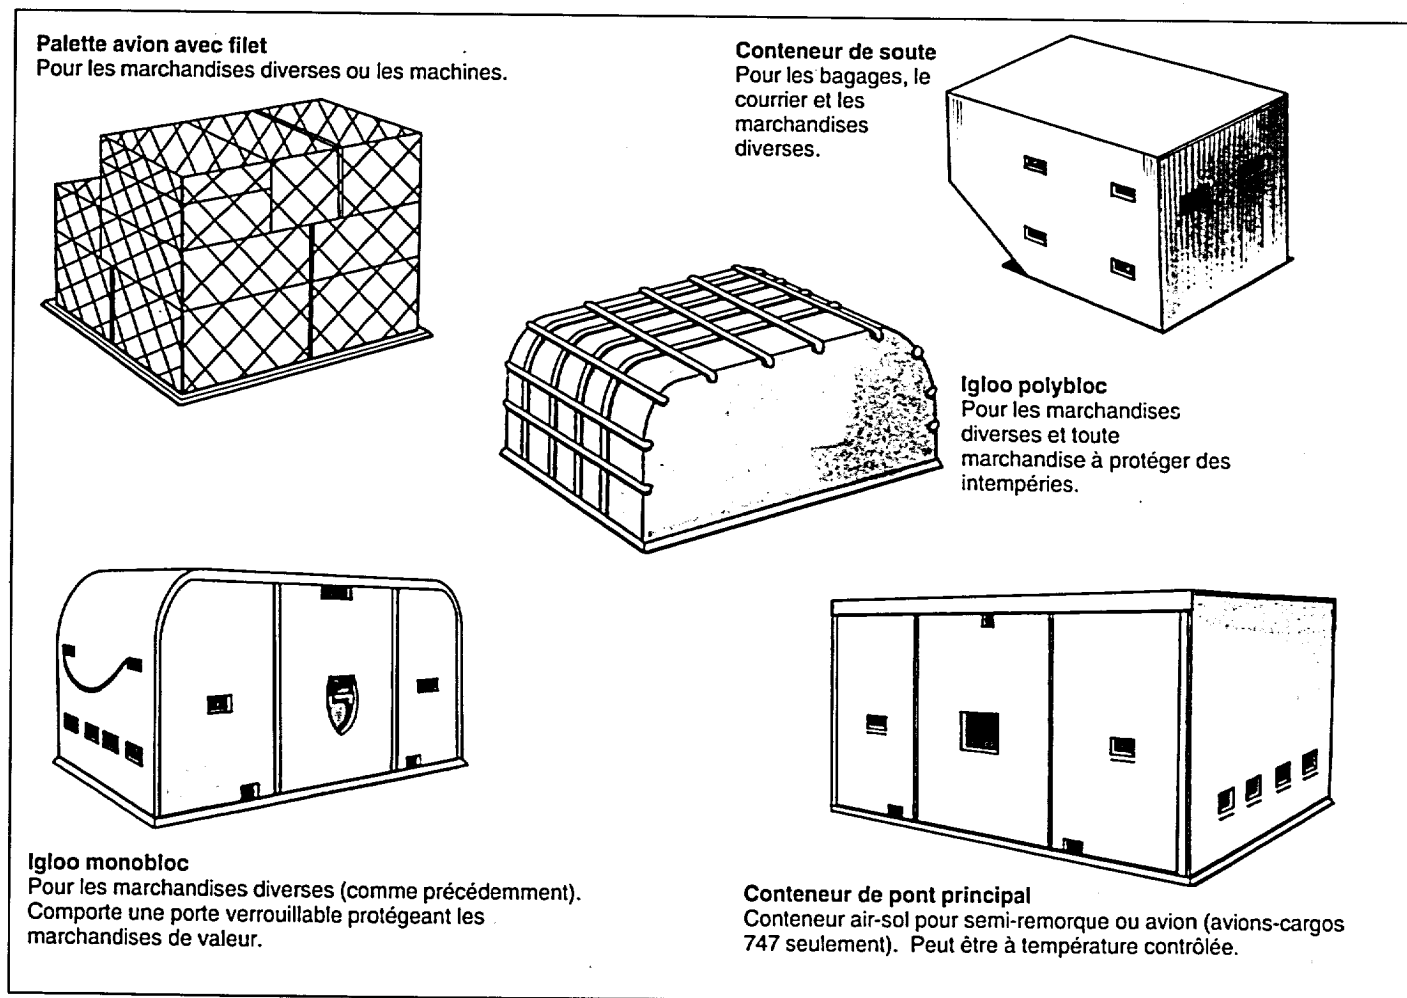 Palette avion avec filet
Pour les marchandises diverses ou les machines.
Conteneur de soute
Pour les bagages, le
courrier et les
marchandises
diverses.
Igloo polybloc
Pour les marchandises
diverses et toute
marchandise à protéger des
intempéries.
Igloo monobloc
Pour les marchandises diverses (comme précédemment).
Comporte une porte verrouillable protégeant les
marchandises de valeur.
Conteneur de pont principal
Conteneur air-sol pour semi-remorque ou avion (avions-cargos
747 seulement). Peut être à température contrôlée.